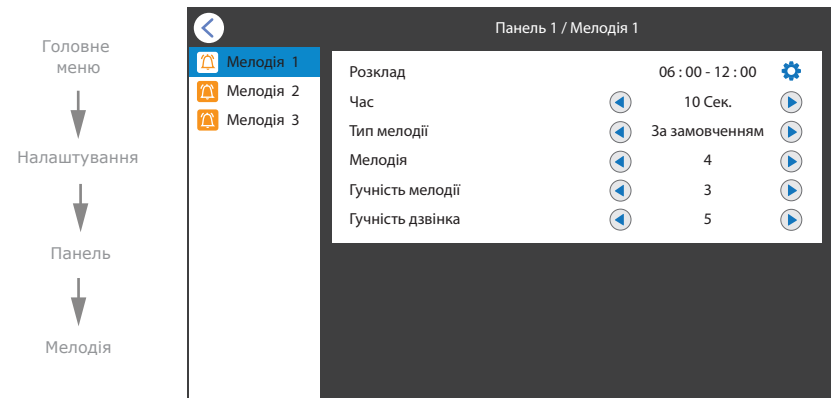 Головне
меню
Налаштування
Панель
Мелодія
Панель 1 / Мелодія 1
Мелодія 1
Мелодія 2
Мелодія 3
Розклад 06 : 00 - 12 : 00
Час 10 Сек.
Тип мелодії За замовченням
Мелодія 4
Гучність мелодії 3
Гучність дзвінка 5